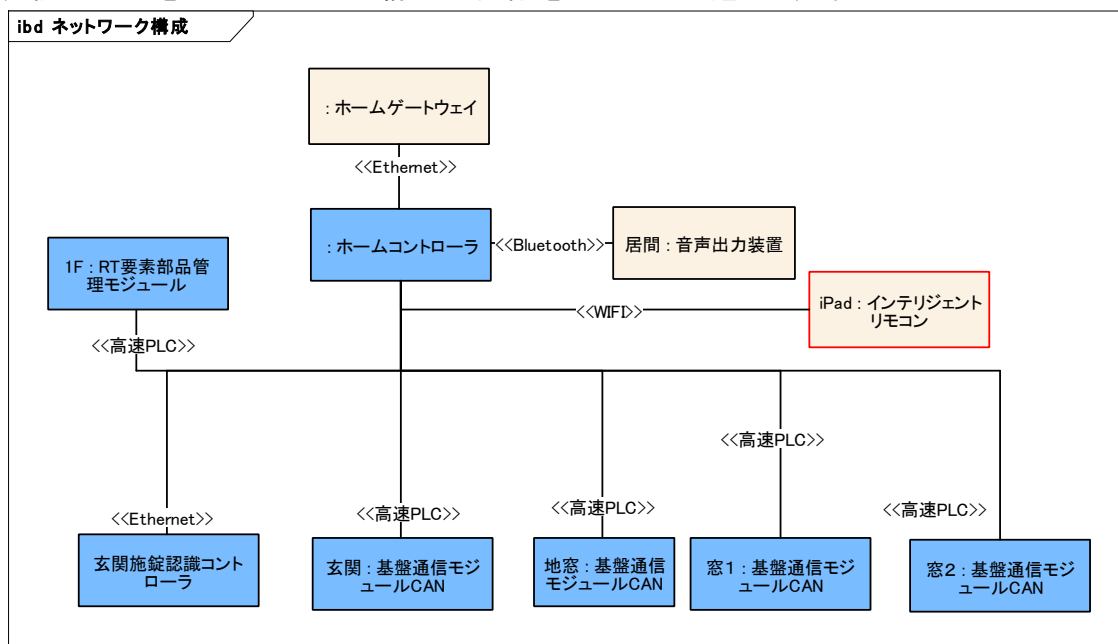 ibd ネットワーク構成
: ホームゲートウェイ
<<Ethernet>>
: ホームコントローラ
<<Bluetooth>>
居間 : 音声出力装置
1F : RT要素部品管
理モジュール
<<WIFI>>
iPad : インテリジェント
リモコン
<<高速PLC>>
<<高速PLC>>
<<Ethernet>>
<<高速PLC>>
<<高速PLC>>
<<高速PLC>>
玄関施錠認識コント
ローラ
玄関 : 基盤通信モジ
ュールCAN
地窓 : 基盤通信
モジュールCAN
窓1 : 基盤通信モジ
ュールCAN
窓2 : 基盤通信モジ
ュールCAN